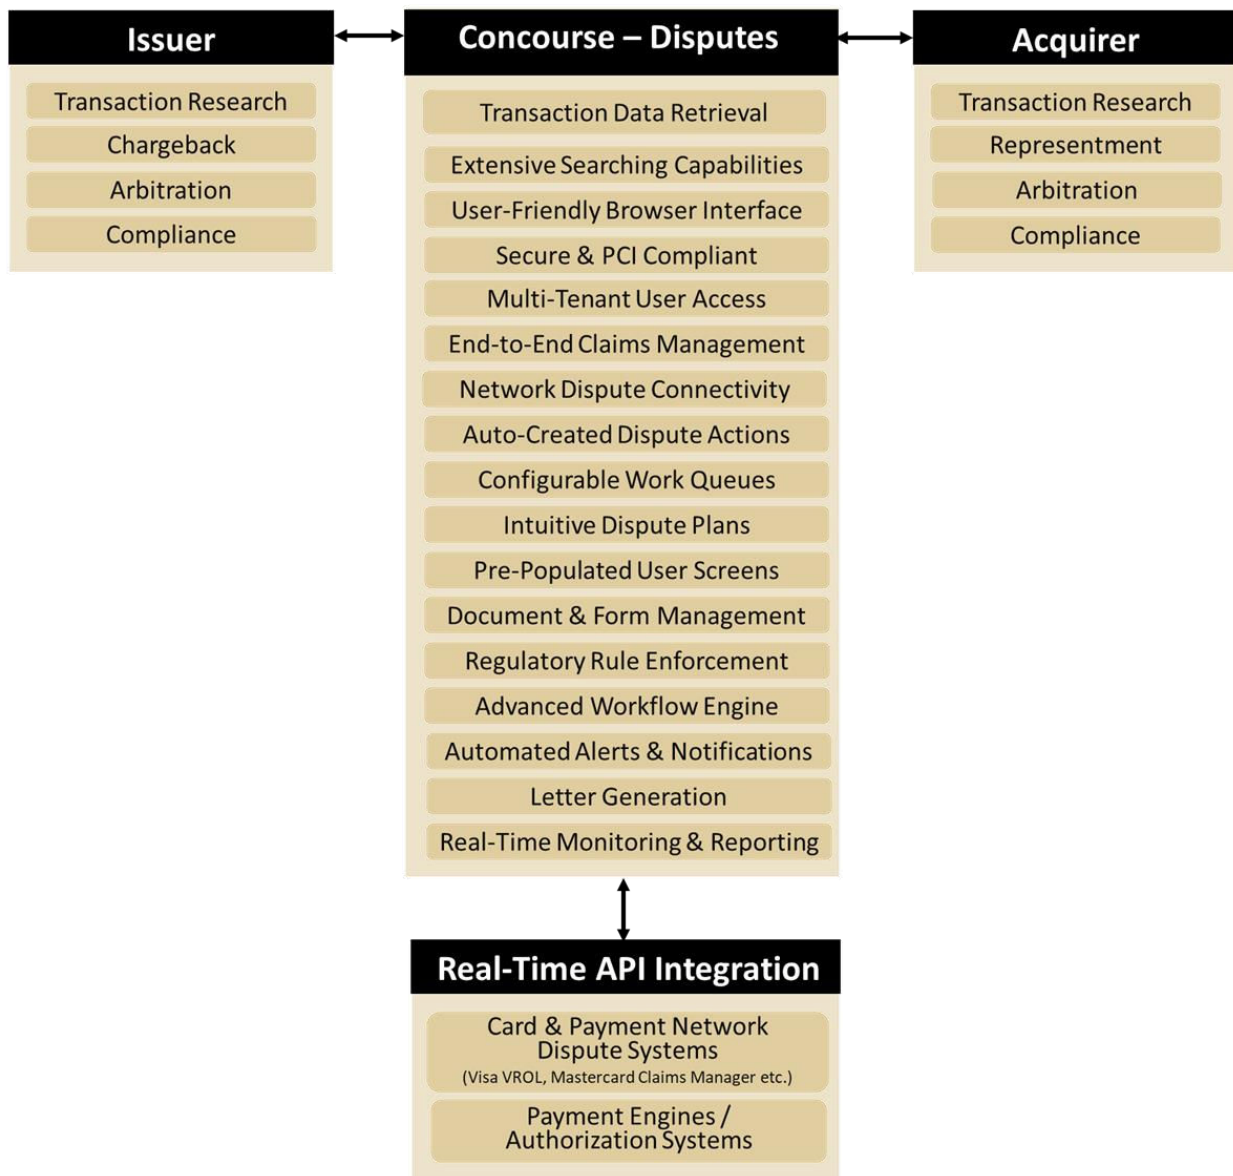 Issuer
Transaction Research
Chargeback
Arbitration
Compliance
Concourse – Disputes
Transaction Data Retrieval
Extensive Searching Capabilities
User-Friendly Browser Interface
Secure & PCI Compliant
Multi-Tenant User Access
End-to-End Claims Management
Network Dispute Connectivity
Auto-Created Dispute Actions
Configurable Work Queues
Intuitive Dispute Plans
Pre-Populated User Screens
Document & Form Management
Regulatory Rule Enforcement
Advanced Workflow Engine
Automated Alerts & Notifications
Letter Generation
Real-Time Monitoring & Reporting
Acquirer
Transaction Research
Representment
Arbitration
Compliance
Real-Time API Integration
Card & Payment Network
Dispute Systems
(Visa VROL, Mastercard Claims Manager etc.)
Payment Engines /
Authorization Systems